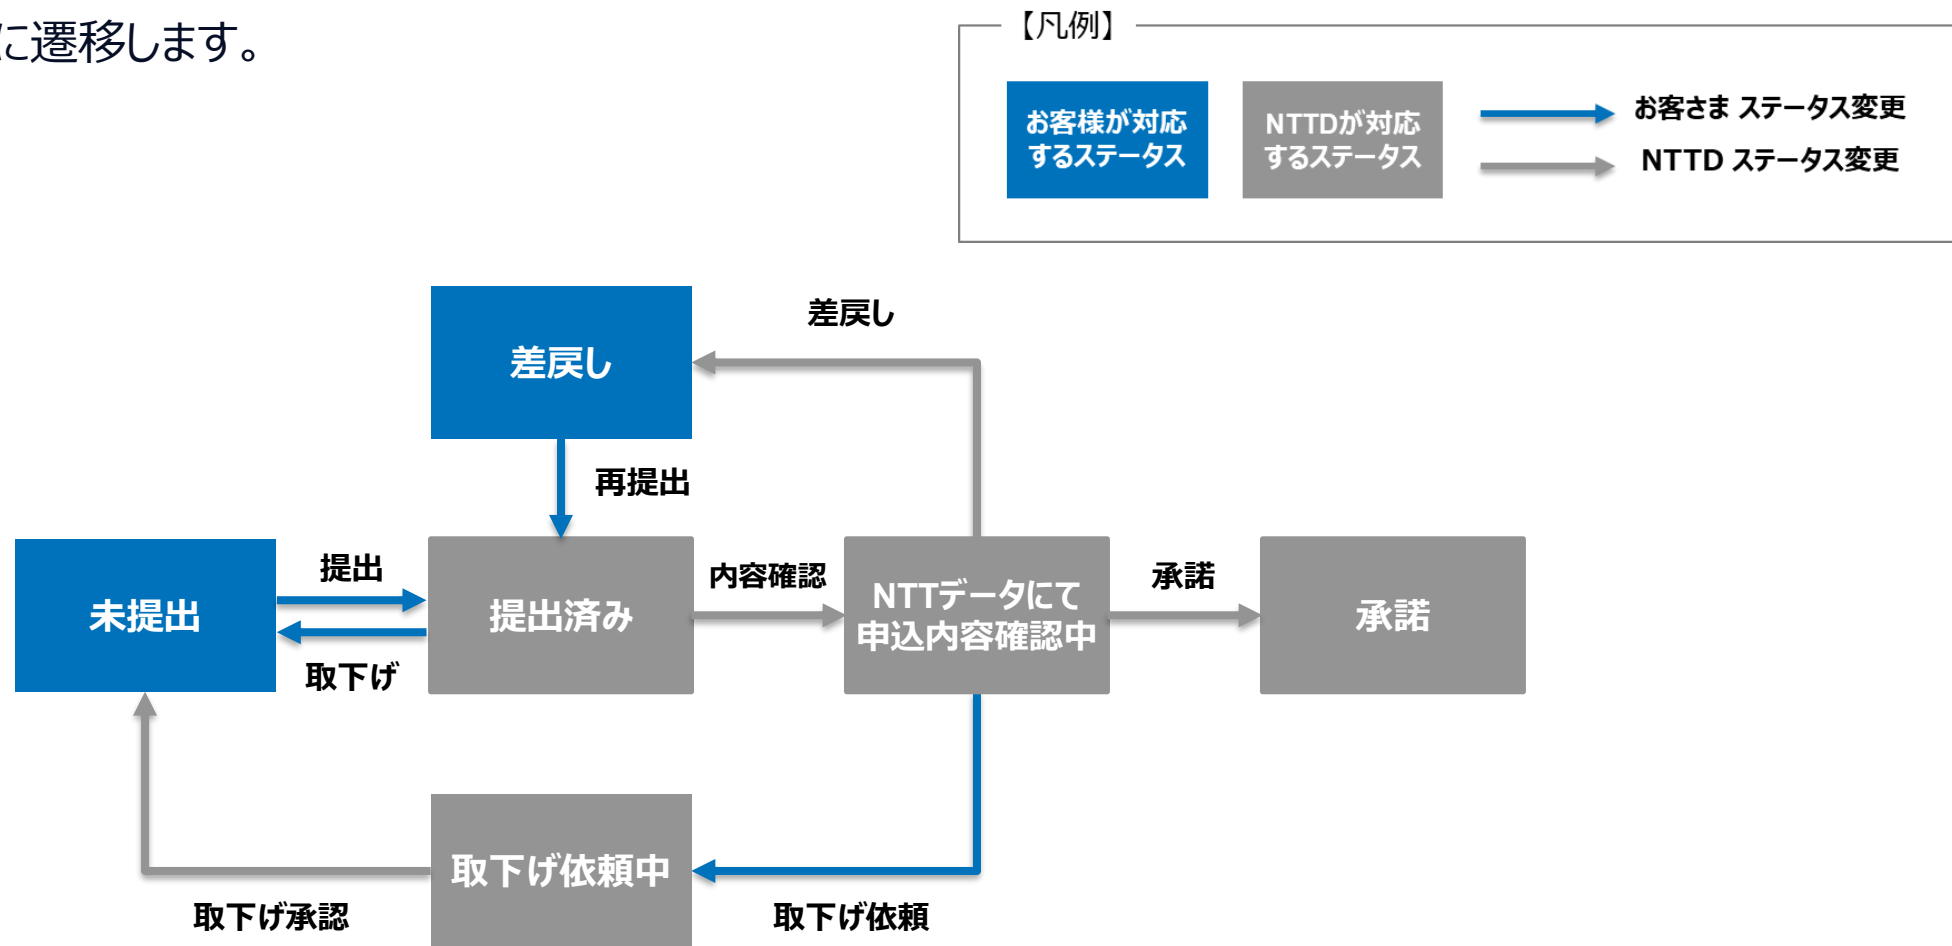 に遷移します。
【凡例】
お客様が対応
するステータス
NTTDが対応
するステータス
お客さま ステータス変更
NTTD ステータス変更
差戻し
差戻し
再提出
未提出
提出
取下げ
提出済み
内容確認
NTTデータにて
申込内容確認中
承諾
承諾
取下げ依頼中
取下げ承認
取下げ依頼